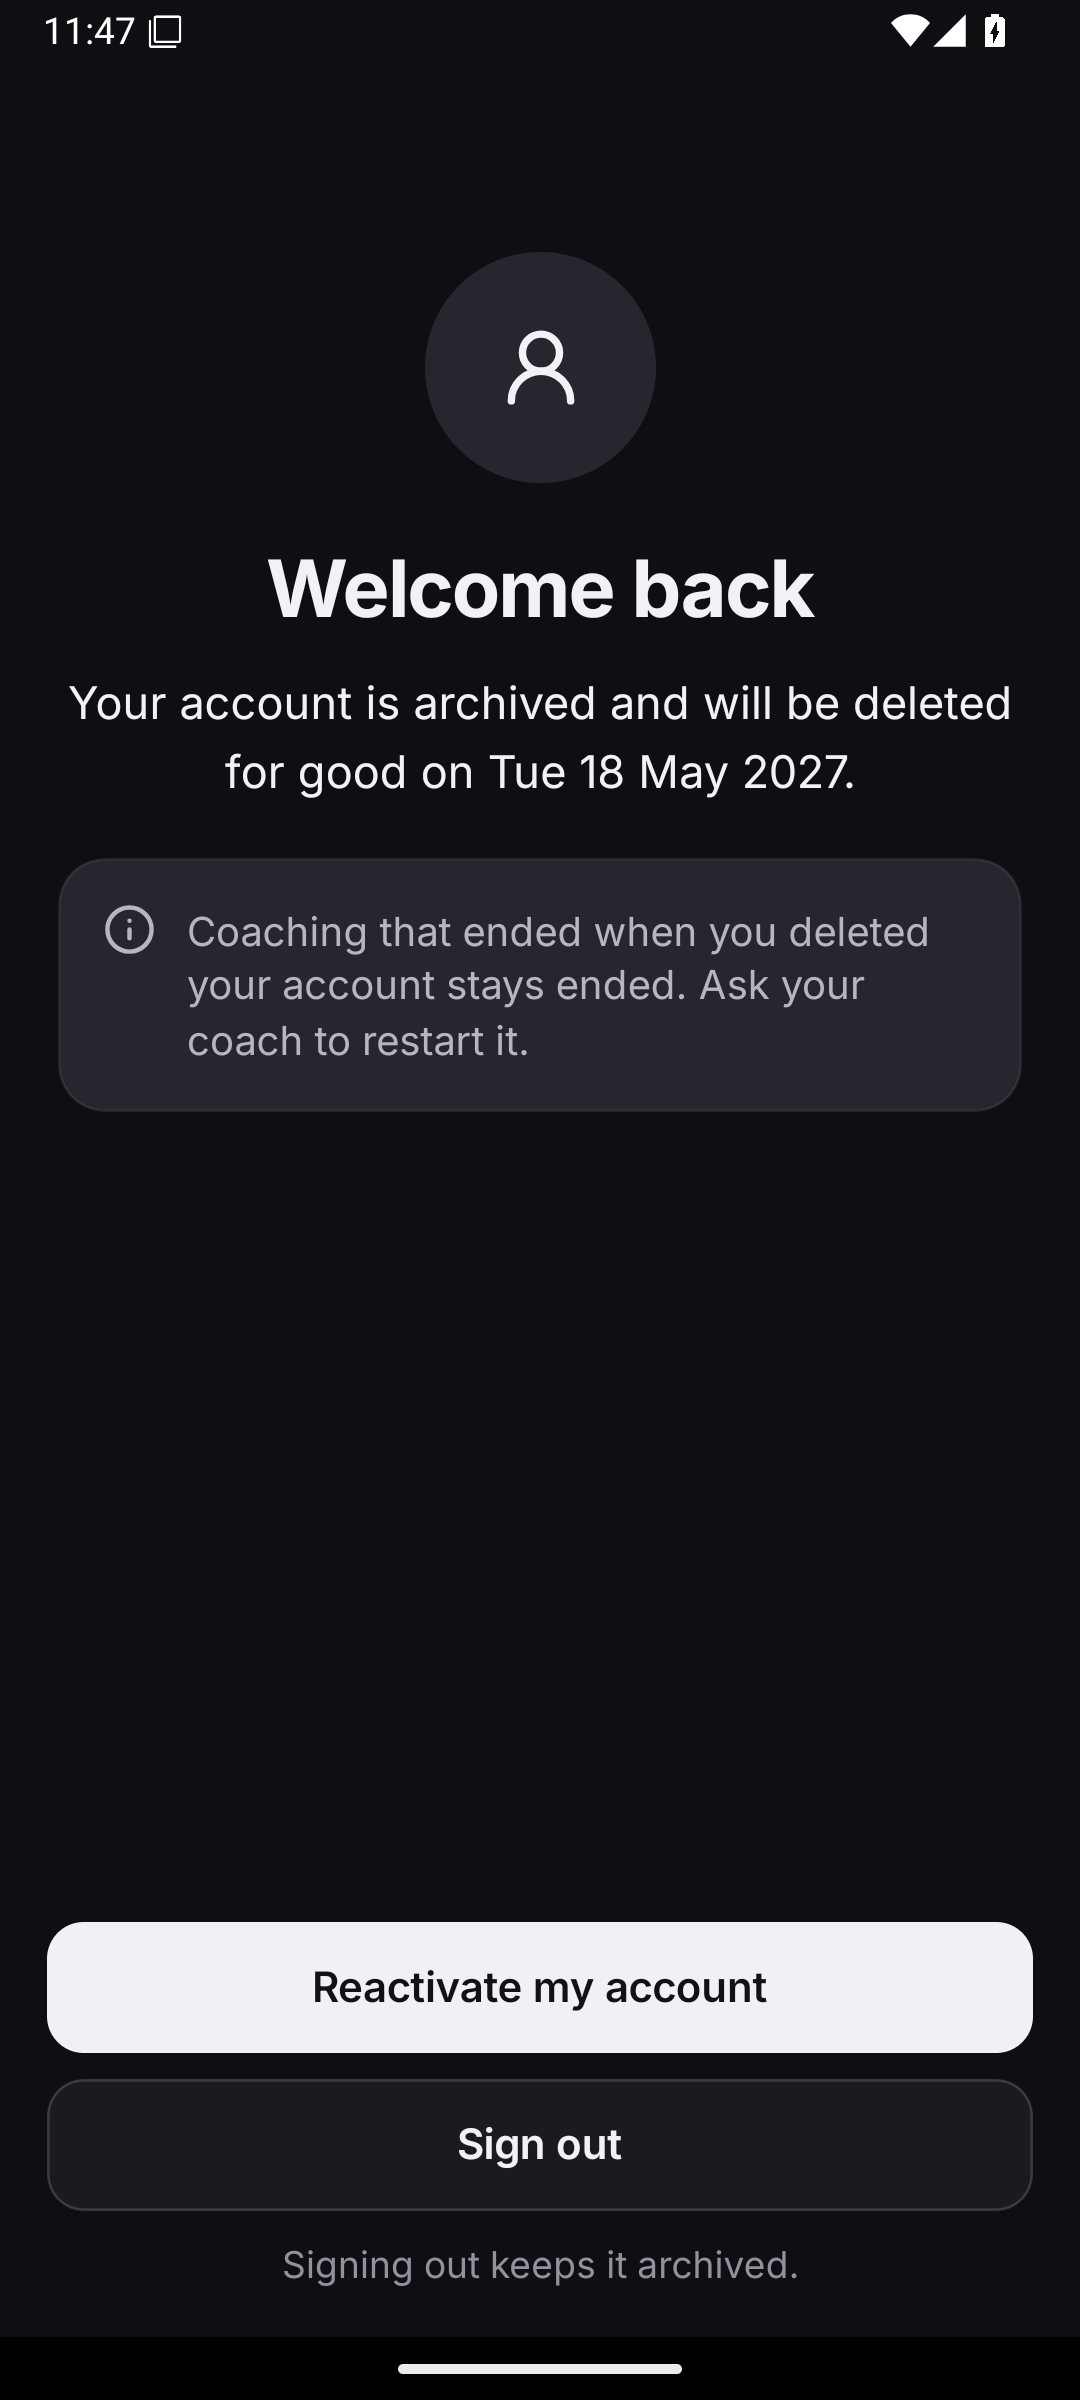 11:47
Welcome back
Your account is archived and will be deleted
for good on Tue 18 May 2027.
Coaching that ended when you deleted
your account stays ended. Ask your
coach to restart it.
Reactivate my account
Sign out
Signing out keeps it archived.